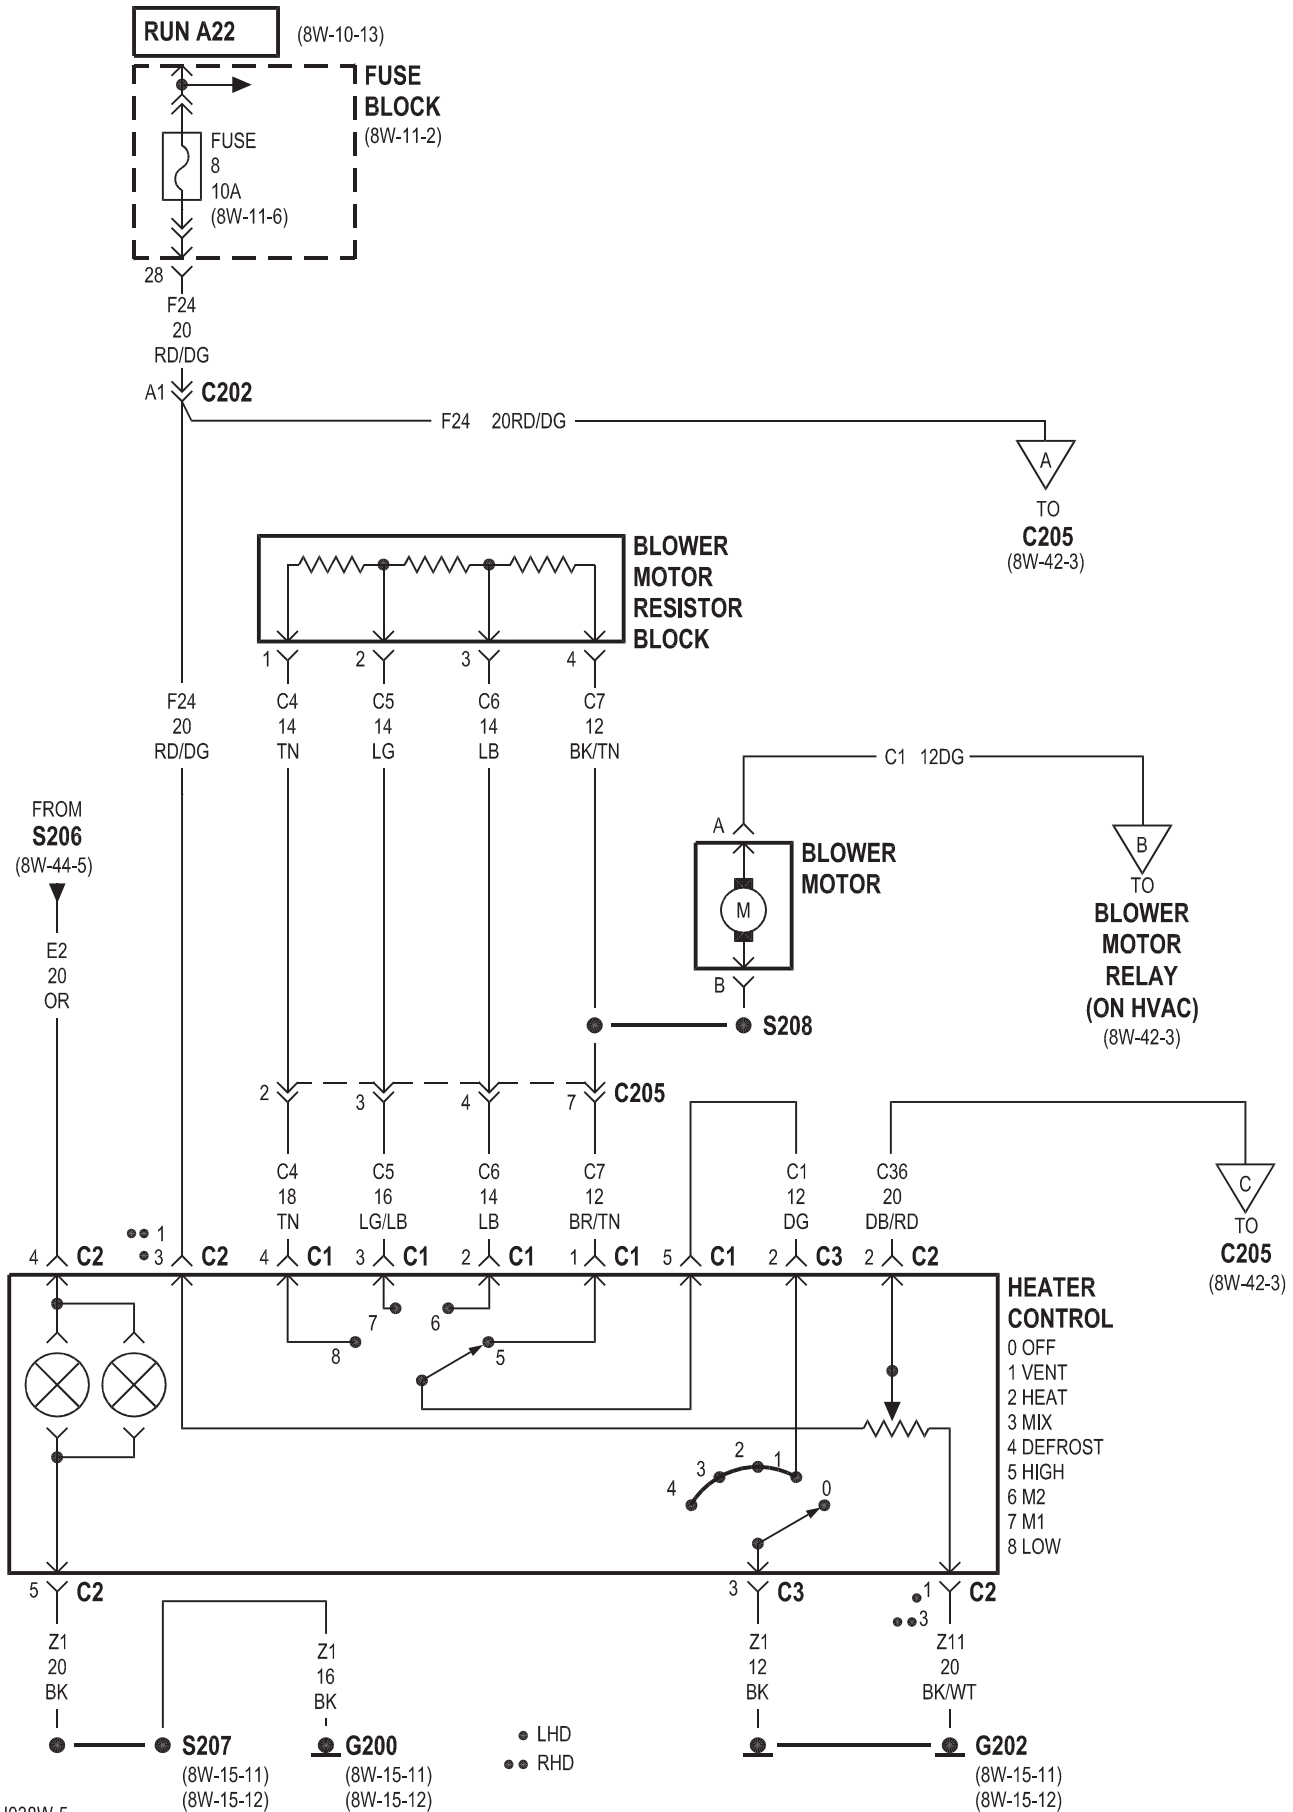 RUN A22
(8W-10-13)
FUSE
BLOCK
(8W-11-2)
FUSE
8
10A
(8W-11-6)
28
F24
20
RD/DG
A1
C202
F24 20RD/DG
A
TO
C205
(8W-42-3)
BLOWER
MOTOR
RESISTOR
BLOCK
1
2
3
4
F24
20
RD/DG
C4
14
TN
C5
14
LG
C6
14
LB
C7
12
BK/TN
C1 12DG
FROM
S206
(8W-44-5)
E2
20
OR
A
BLOWER
MOTOR
M
B
S208
B
TO
BLOWER
MOTOR
RELAY
(ON HVAC)
(8W-42-3)
2
3
4
7
C205
C4
18
TN
C5
16
LG/LB
C6
14
LB
C7
12
BR/TN
C1
12
DG
C36
20
DB/RD
C
TO
C205
(8W-42-3)
4 C2
1
3 C2
4 C1
3 C1
2 C1
1 C1
5 C1
2 C3
2 C2
HEATER
CONTROL
0 OFF
1 VENT
2 HEAT
3 MIX
4 DEFROST
5 HIGH
6 M2
7 M1
8 LOW
7
6
8
5
2
3
1
4
0
5 C2
3 C3
1 C2
3
Z1
20
BK
Z1
16
BK
Z1
12
BK
Z11
20
BK/WT
S207
(8W-15-11)
(8W-15-12)
G200
(8W-15-11)
(8W-15-12)
LHD
RHD
G202
(8W-15-11)
(8W-15-12)